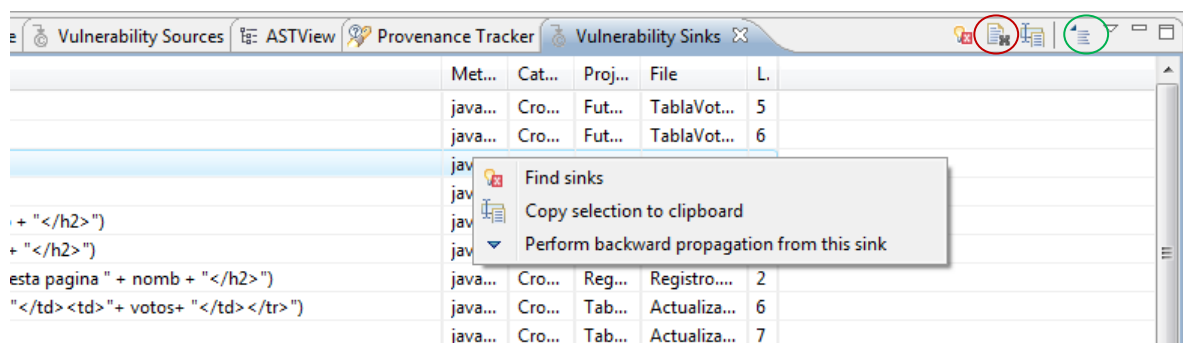 e Vulnerability Sources ASTView Provenance Tracker Vulnerability Sinks
Met... Cat... Proj... File L.
java... Cro... Fut... TablaVot... 5
java... Cro... Fut... TablaVot... 6
jav
Find sinks
jav
Copy selection to clipboard
+ "</h2>") jav
Perform backward propagation from this sink
+ "</h2>") jav
esta pagina " + nomb + "</h2>") java... Cro... Reg... Registro.... 2
"</td><td>"+ votos+ "</td></tr>") java... Cro... Tab... Actualiza... 6
java... Cro... Tab... Actualiza... 7